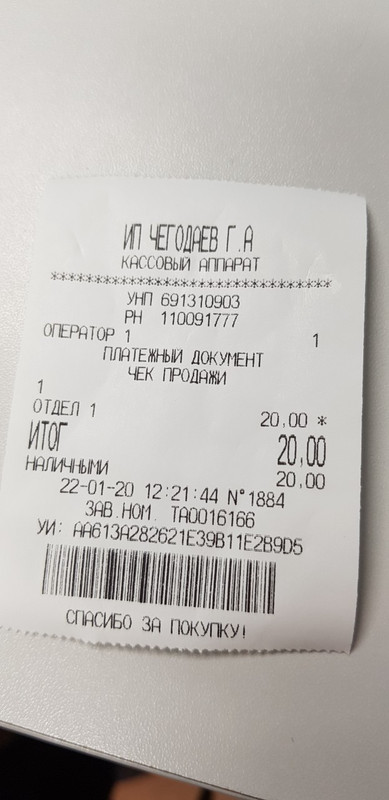 ИП ЧЕГОДАЕВ Г.А
КАССОВЫЙ АППАРАТ
********************************
УНП 691310903
РН 110091777
ОПЕРАТОР 1 1
ПЛАТЕЖНЫЙ ДОКУМЕНТ
ЧЕК ПРОДАЖИ
1
ОТДЕЛ 1 20,00 *
ИТОГ 20,00
НАЛИЧНЫМИ 20,00
22-01-20 12:21:44 N°1884
ЗАВ.НОМ. ТА0016166
УИ: AA613A282621E39B11E2B9D5
СПАСИБО ЗА ПОКУПКУ!